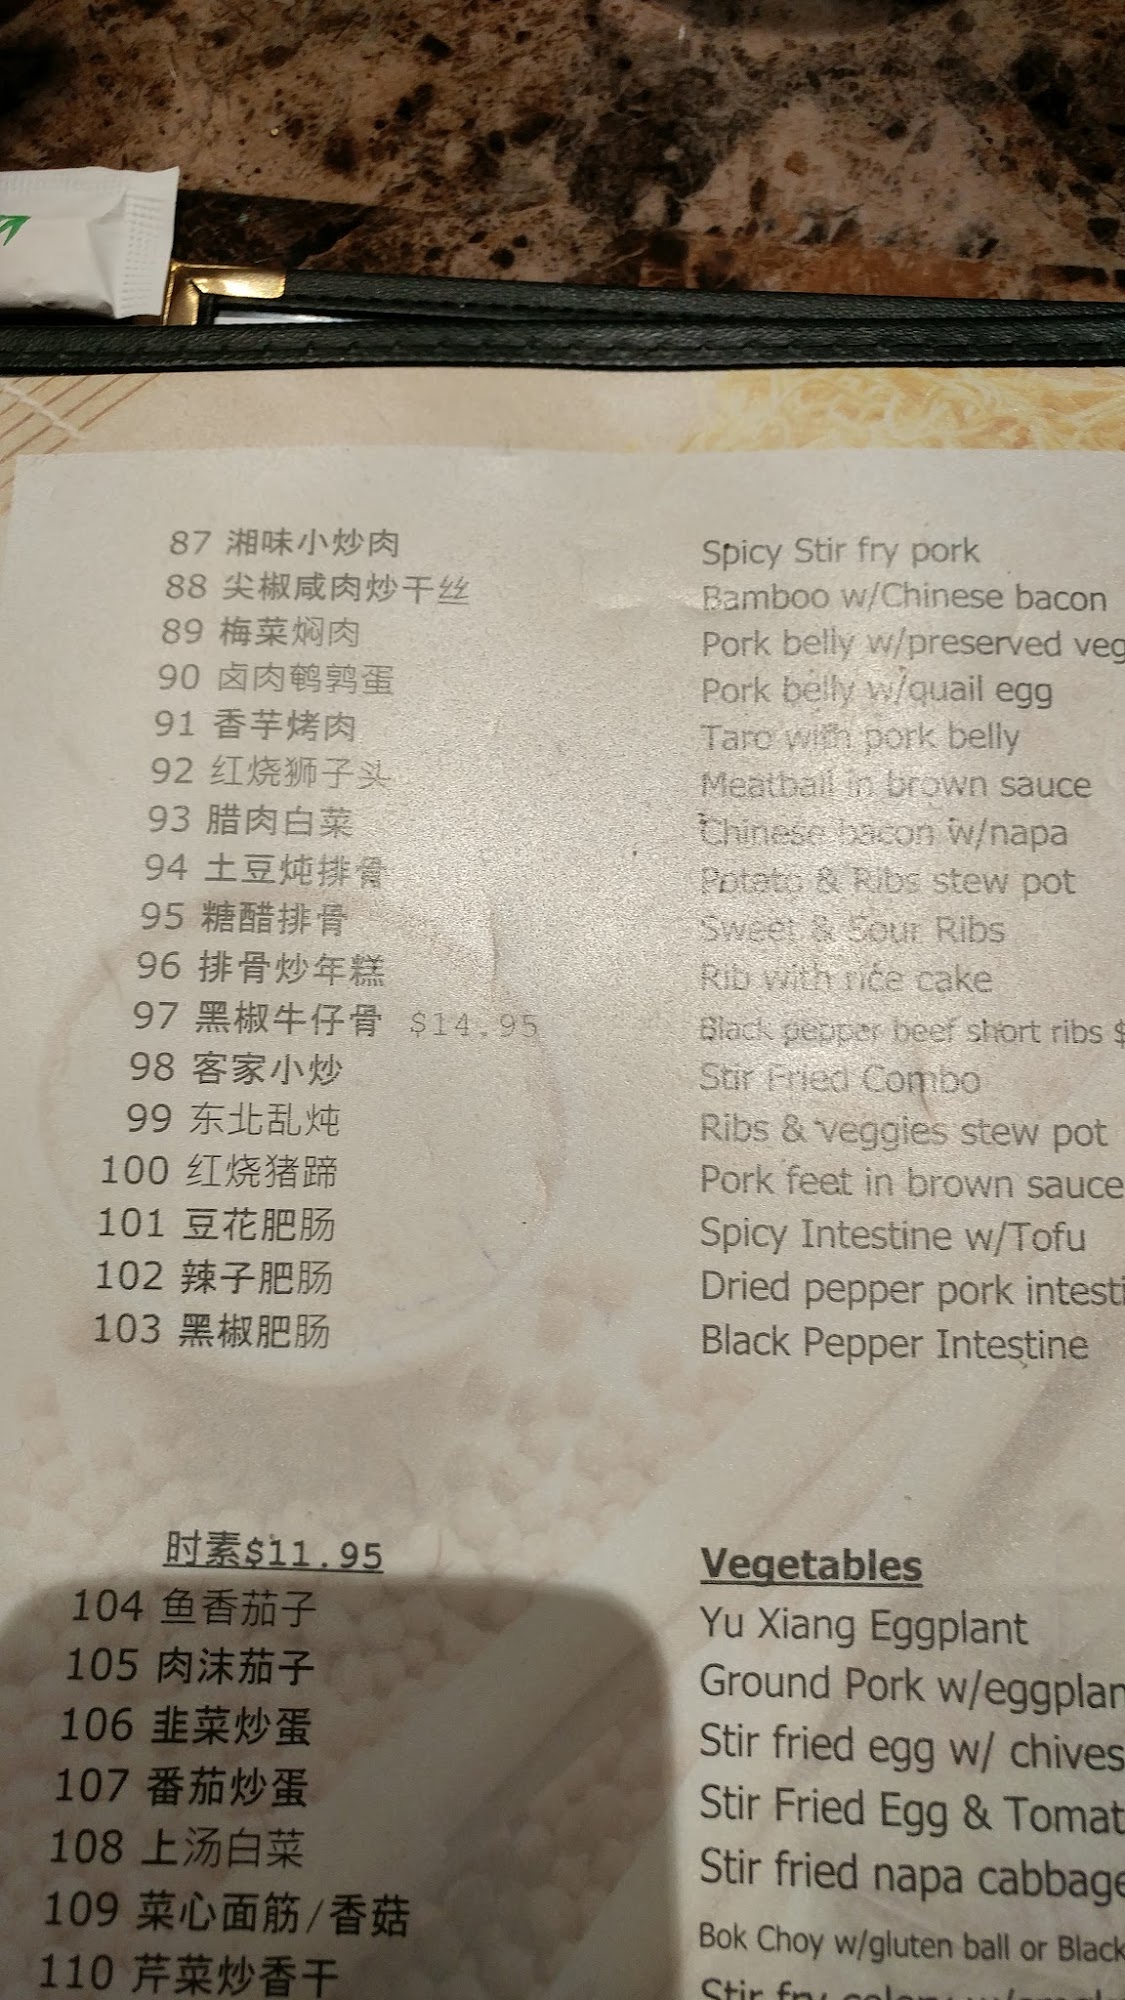 87 湘味小炒肉 Spicy Stir fry pork
88 尖椒咸肉炒干丝 Bamboo w/Chinese bacon
89 梅菜焖肉 Pork belly w/preserved veg
90 卤肉鹌鹑蛋 Pork belly w/quail egg
91 香芋烤肉 Taro with pork belly
92 红烧狮子头 Meatball in brown sauce
93 腊肉白菜 Chinese bacon w/napa
94 土豆炖排骨 Potato & Ribs stew pot
95 糖醋排骨 Sweet & Sour Ribs
96 排骨炒年糕 Rib with rice cake
97 黑椒牛仔骨 $14.95 Black pepper beef short ribs $
98 客家小炒 Stir Fried Combo
99 东北乱炖 Ribs & veggies stew pot
100 红烧猪蹄 Pork feet in brown sauce
101 豆花肥肠 Spicy Intestine w/Tofu
102 辣子肥肠 Dried pepper pork intesti
103 黑椒肥肠 Black Pepper Intestine
时素$11.95 Vegetables
104 鱼香茄子 Yu Xiang Eggplant
105 肉沫茄子 Ground Pork w/eggplan
106 韭菜炒蛋 Stir fried egg w/ chives
107 番茄炒蛋 Stir Fried Egg & Tomat
108 上汤白菜 Stir fried napa cabbage
109 菜心面筋/香菇 Bok Choy w/gluten ball or Black
110 芹菜炒香干 Stir fry celery